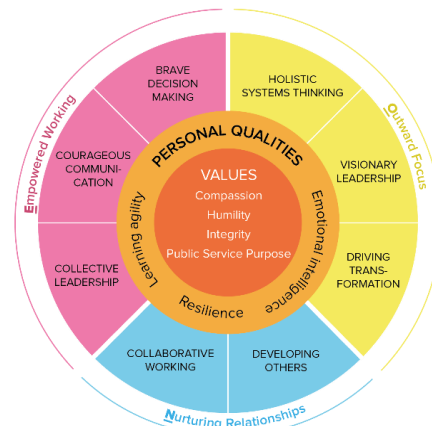 Empowered Working
Outward Focus
Nurturing Relationships
BRAVE
DECISION
MAKING
HOLISTIC
SYSTEMS THINKING
COURAGEOUS
COMMUNI-
CATION
VISIONARY
LEADERSHIP
COLLECTIVE
LEADERSHIP
DRIVING
TRANS-
FORMATION
COLLABORATIVE
WORKING
DEVELOPING
OTHERS
PERSONAL QUALITIES
Learning agility
Resilience
Emotional intelligence
VALUES
Compassion
Humility
Integrity
Public Service Purpose